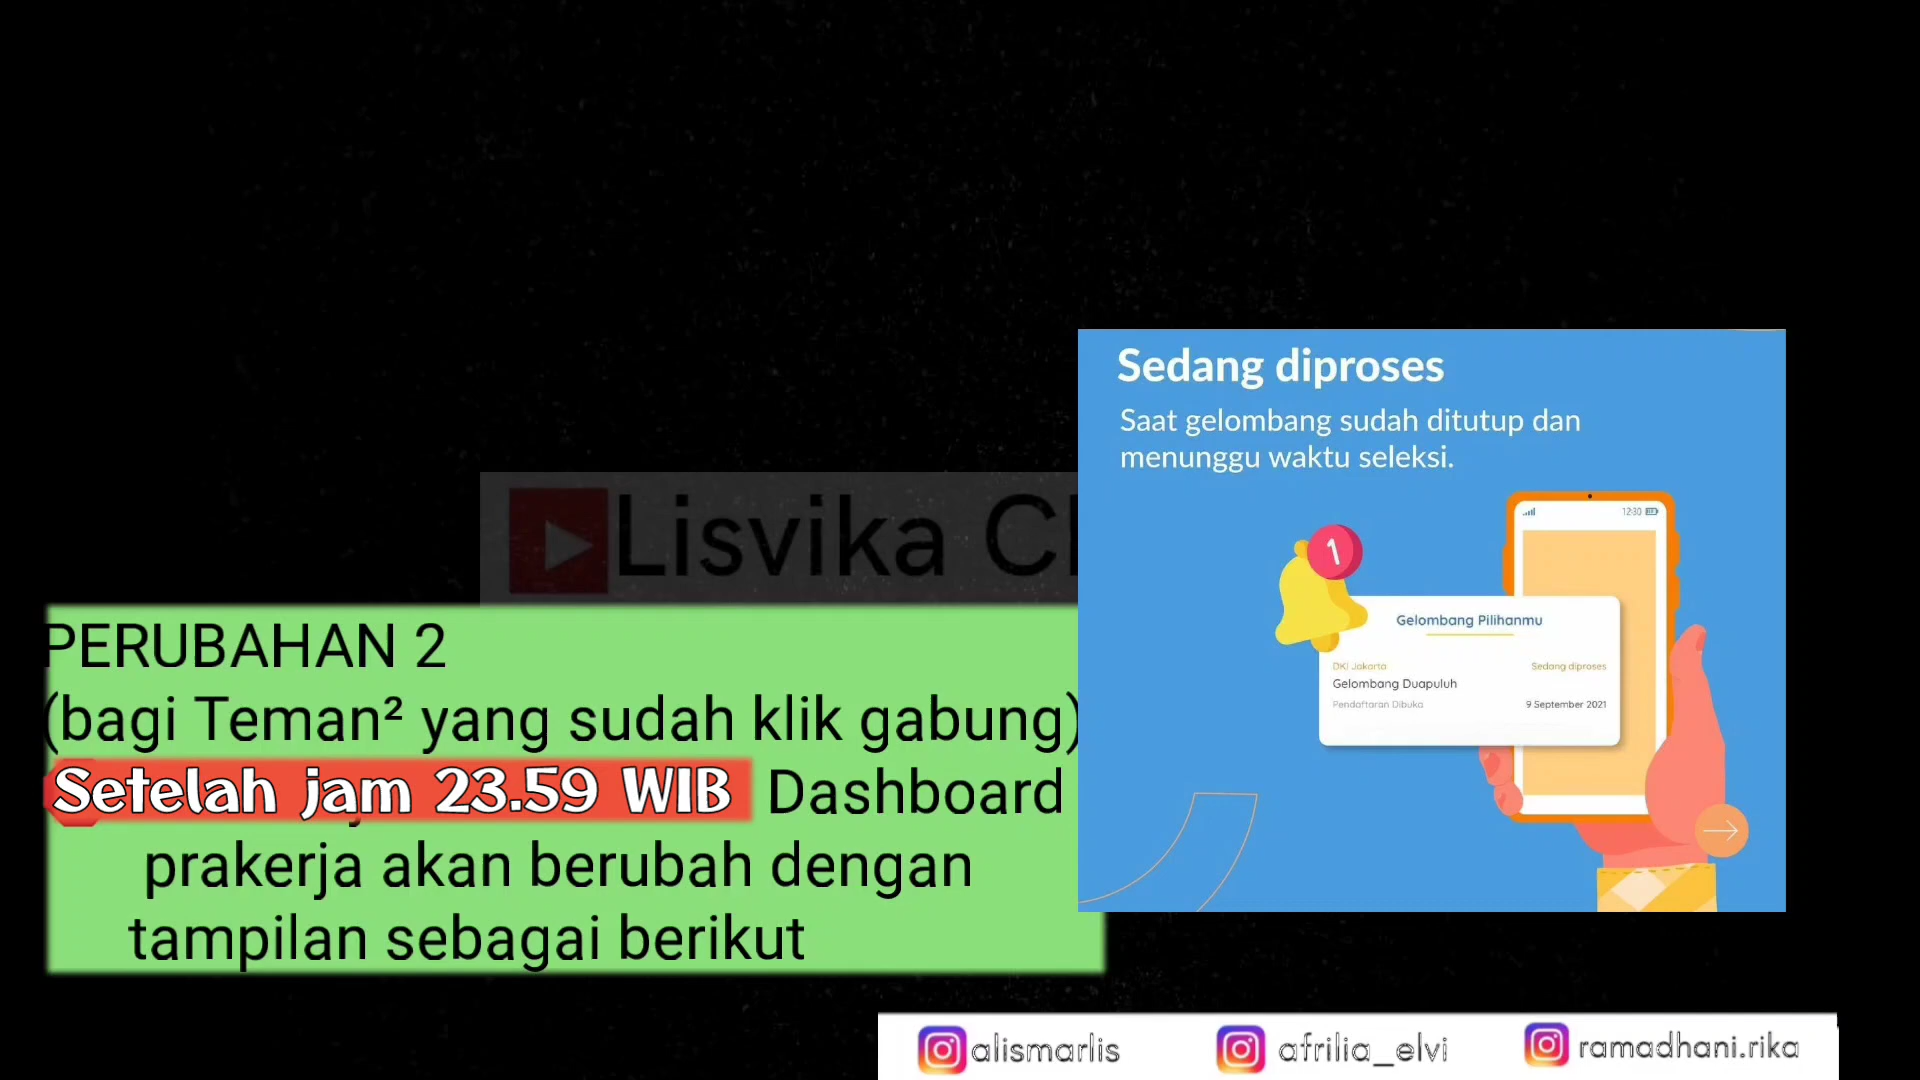 Sedang diproses
Saat gelombang sudah ditutup dan
menunggu waktu seleksi.
12:30
1
Gelombang Pilihanmu
DKI Jakarta Sedang diproses
Gelombang Duapuluh
Pendaftaran Dibuka 9 September 2021
Lisvika
PERUBAHAN 2
(bagi Teman² yang sudah klik gabung)
Setelah jam 23.59 WIB Dashboard
prakerja akan berubah dengan
tampilan sebagai berikut
alismarlis afrilia_elvi ramadhani.rika